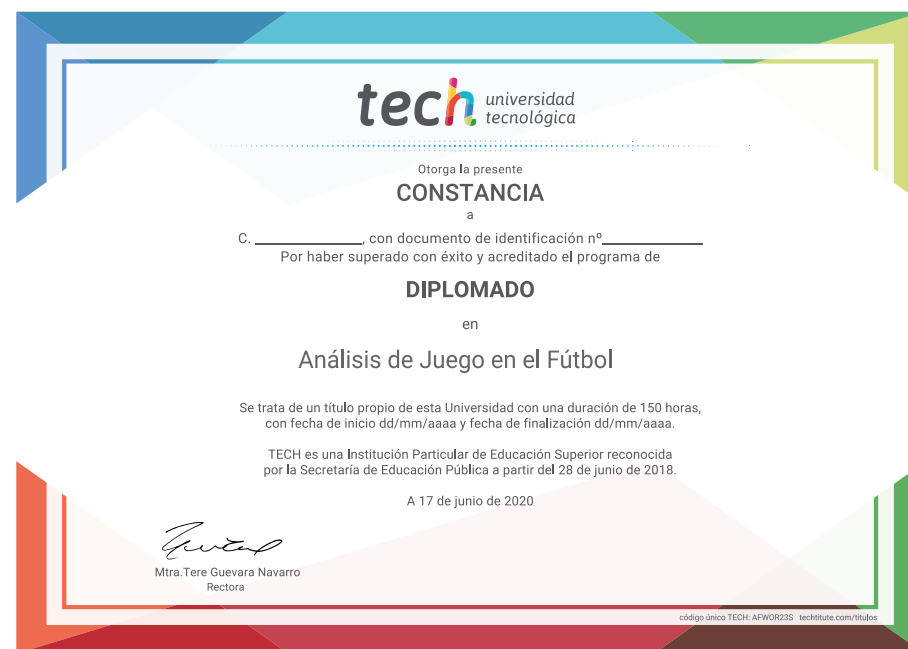 tech universidad
tecnológica
Otorga la presente
CONSTANCIA
a
C. ______________, con documento de identificación nº_____________
Por haber superado con éxito y acreditado el programa de
DIPLOMADO
en
Análisis de Juego en el Fútbol
Se trata de un título propio de esta Universidad con una duración de 150 horas,
con fecha de inicio dd/mm/aaaa y fecha de finalización dd/mm/aaaa.
TECH es una Institución Particular de Educación Superior reconocida
por la Secretaría de Educación Pública a partir del 28 de junio de 2018.
A 17 de junio de 2020
Mtra.Tere Guevara Navarro
Rectora
código único TECH: AFWOR23S techtitute.com/titulos